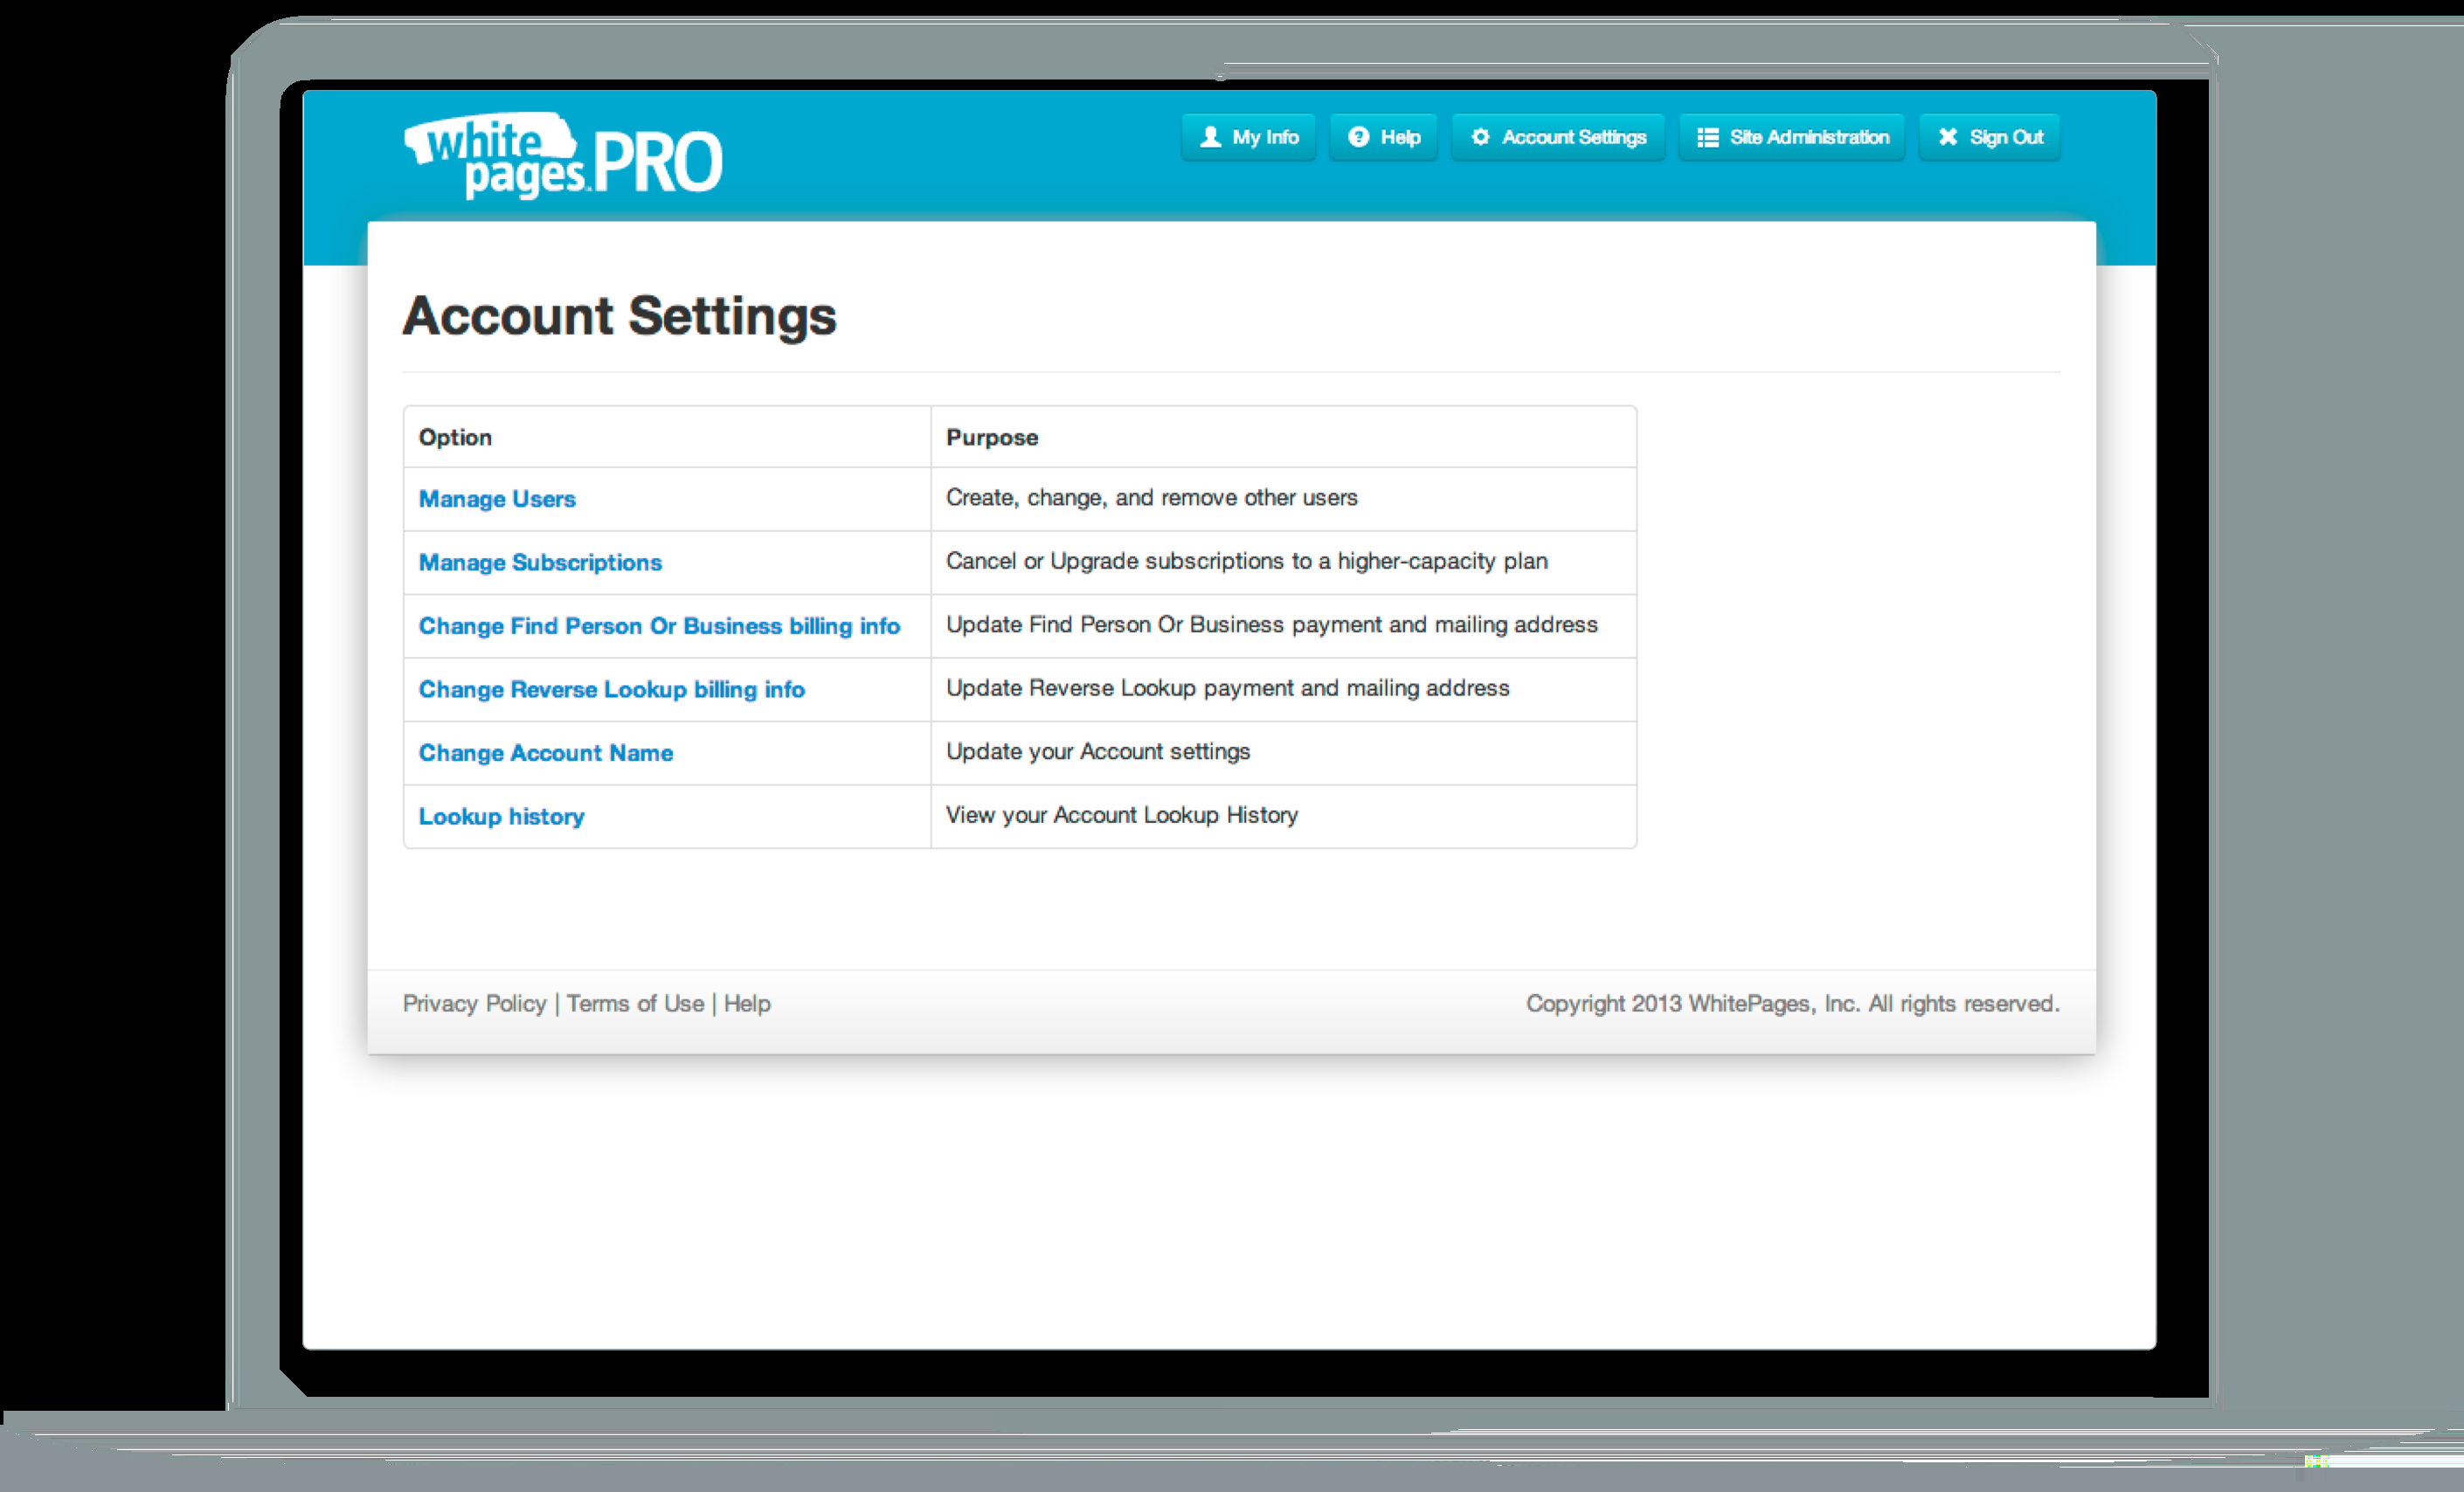 white pages. PRO
My Info
Help
Account Settings
Site Administration
Sign Out
Account Settings
Option Purpose
Manage Users Create, change, and remove other users
Manage Subscriptions Cancel or Upgrade subscriptions to a higher-capacity plan
Change Find Person Or Business billing info Update Find Person Or Business payment and mailing address
Change Reverse Lookup billing info Update Reverse Lookup payment and mailing address
Change Account Name Update your Account settings
Lookup history View your Account Lookup History
Privacy Policy | Terms of Use | Help Copyright 2013 WhitePages, Inc. All rights reserved.